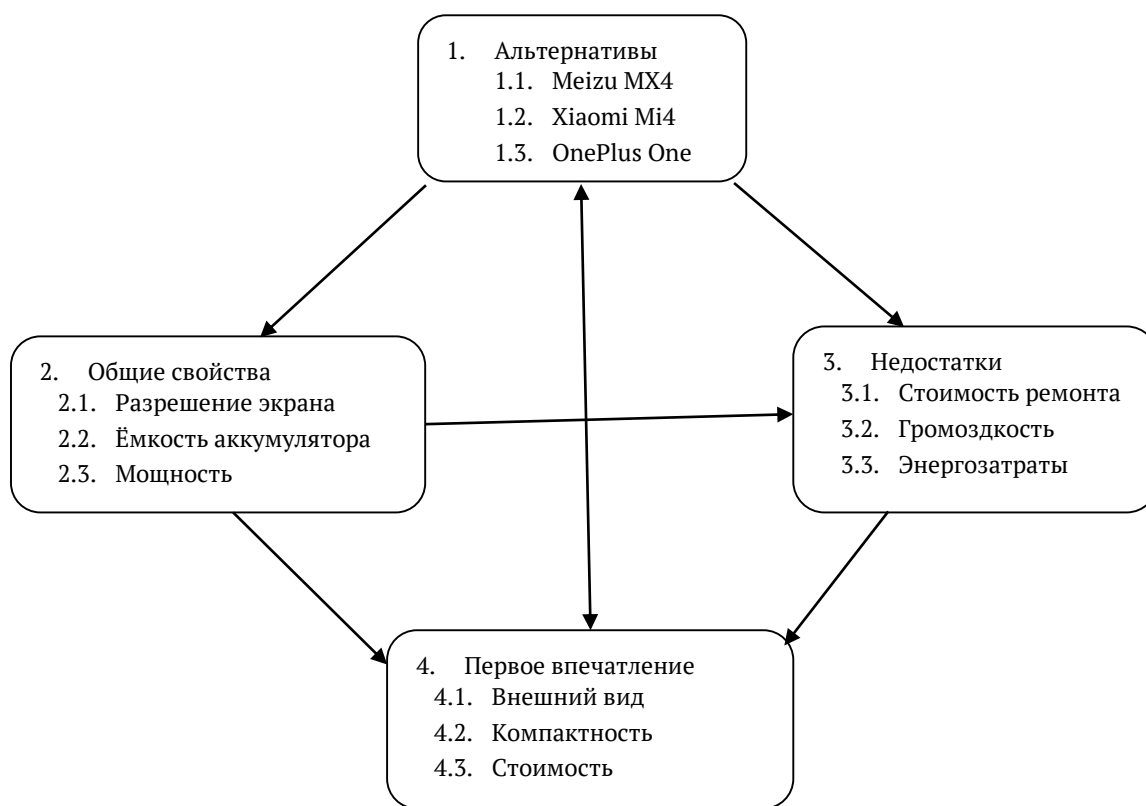 1. Альтернативы
1.1. Meizu MX4
1.2. Xiaomi Mi4
1.3. OnePlus One
2. Общие свойства
2.1. Разрешение экрана
2.2. Ёмкость аккумулятора
2.3. Мощность
3. Недостатки
3.1. Стоимость ремонта
3.2. Громоздкость
3.3. Энергозатраты
4. Первое впечатление
4.1. Внешний вид
4.2. Компактность
4.3. Стоимость